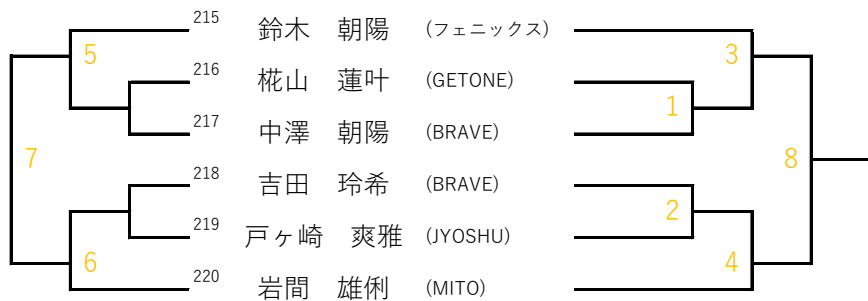 215 鈴木 朝陽 (フェニックス)
5 3
216 椛山 蓮叶 (GETONE)
1
217 中澤 朝陽 (BRAVE)
7 8
218 吉田 玲希 (BRAVE)
2
219 戸ヶ崎 爽雅 (JYOSHU)
6 4
220 岩間 雄俐 (MITO)